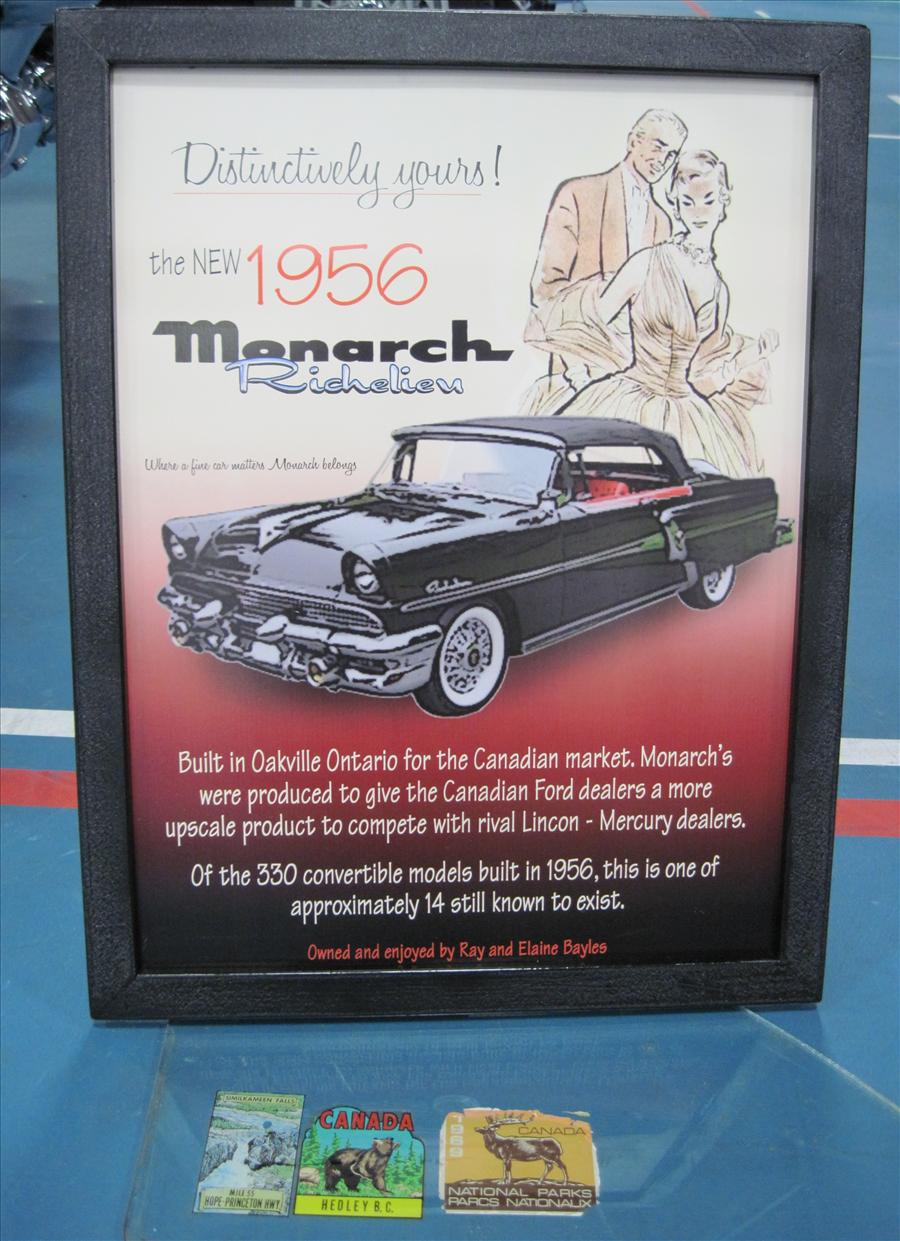 Distinctively yours!
the NEW 1956
Monarch
Richelieu
Where a fine car matters Monarch belongs
Built in Oakville Ontario for the Canadian market. Monarch's
were produced to give the Canadian Ford dealers a more
upscale product to compete with rival Lincon - Mercury dealers.
Of the 330 convertible models built in 1956, this is one of
approximately 14 still known to exist.
Owned and enjoyed by Ray and Elaine Bayles
SIMILKAMEEN FALLS
MILE 55
HOPE-PRINCETON HWY.
CANADA
HEDLEY B.C.
1969
CANADA
NATIONAL PARKS
PARCS NATIONAUX